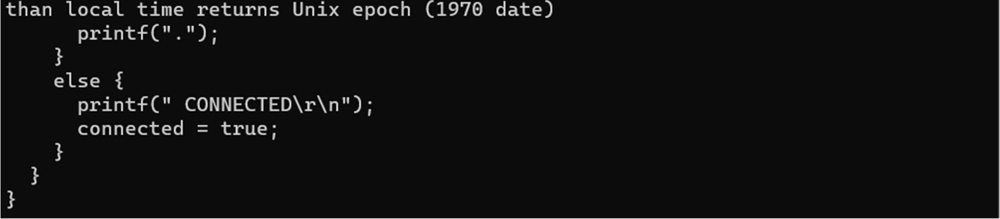 than local time returns Unix epoch (1970 date)
      printf(".");
    }
    else {
      printf(" CONNECTED\r\n");
      connected = true;
    }
  }
}